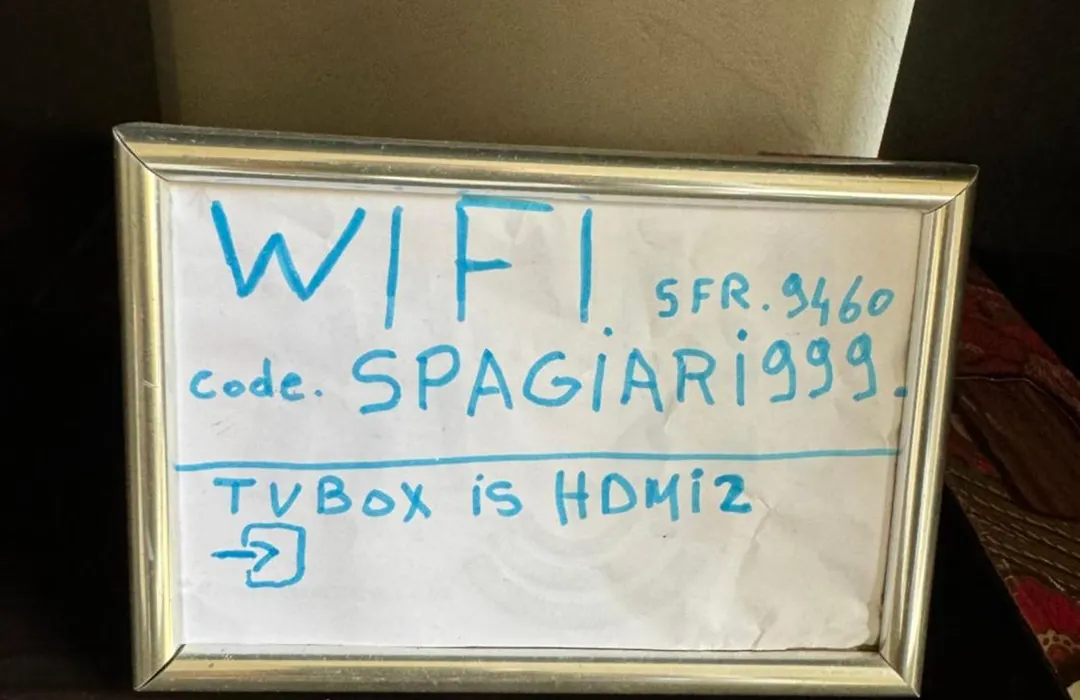 WIFI. SFR.9460
code. SPAGiARi999.
TVBOX is HDMi2